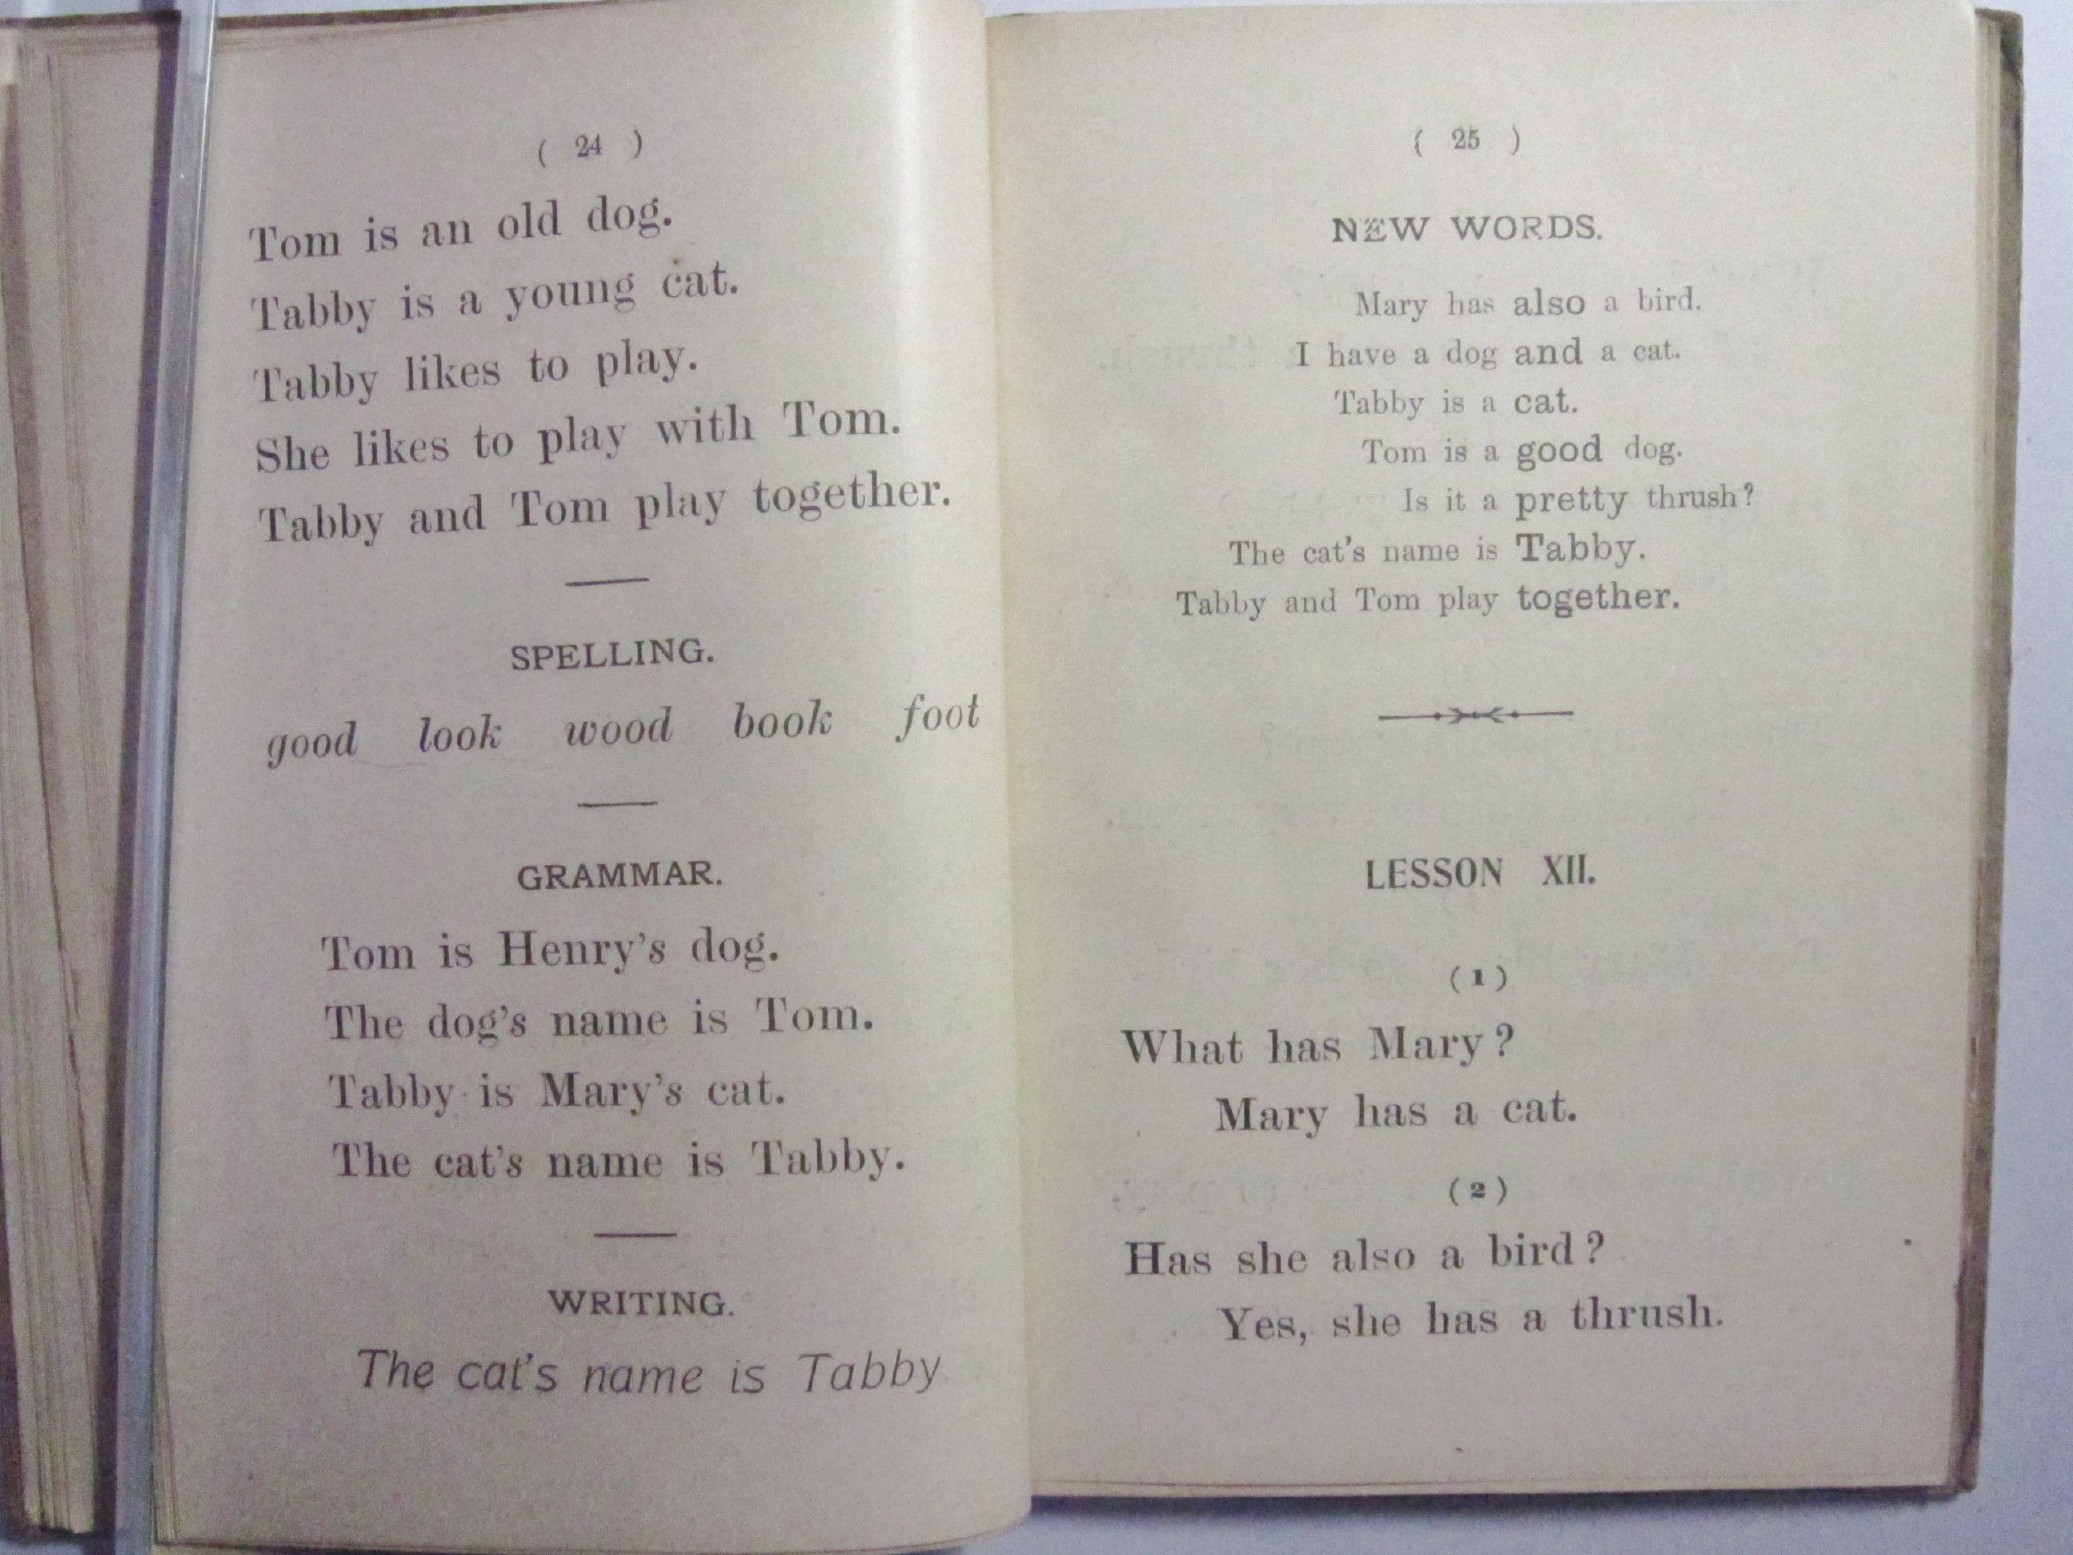 ( 24 )
Tom is an old dog.
Tabby is a young cat.
Tabby likes to play.
She likes to play with Tom.
Tabby and Tom play together.
SPELLING.
good look wood book foot
GRAMMAR.
Tom is Henry's dog.
The dog's name is Tom.
Tabby is Mary's cat.
The cat's name is Tabby.
WRITING.
The cat's name is Tabby
( 25 )
NEW WORDS.
Mary has also a bird.
I have a dog and a cat.
Tabby is a cat.
Tom is a good dog.
Is it a pretty thrush?
The cat's name is Tabby.
Tabby and Tom play together.
LESSON XII.
(1)
What has Mary?
Mary has a cat.
(2)
Has she also a bird?
Yes, she has a thrush.